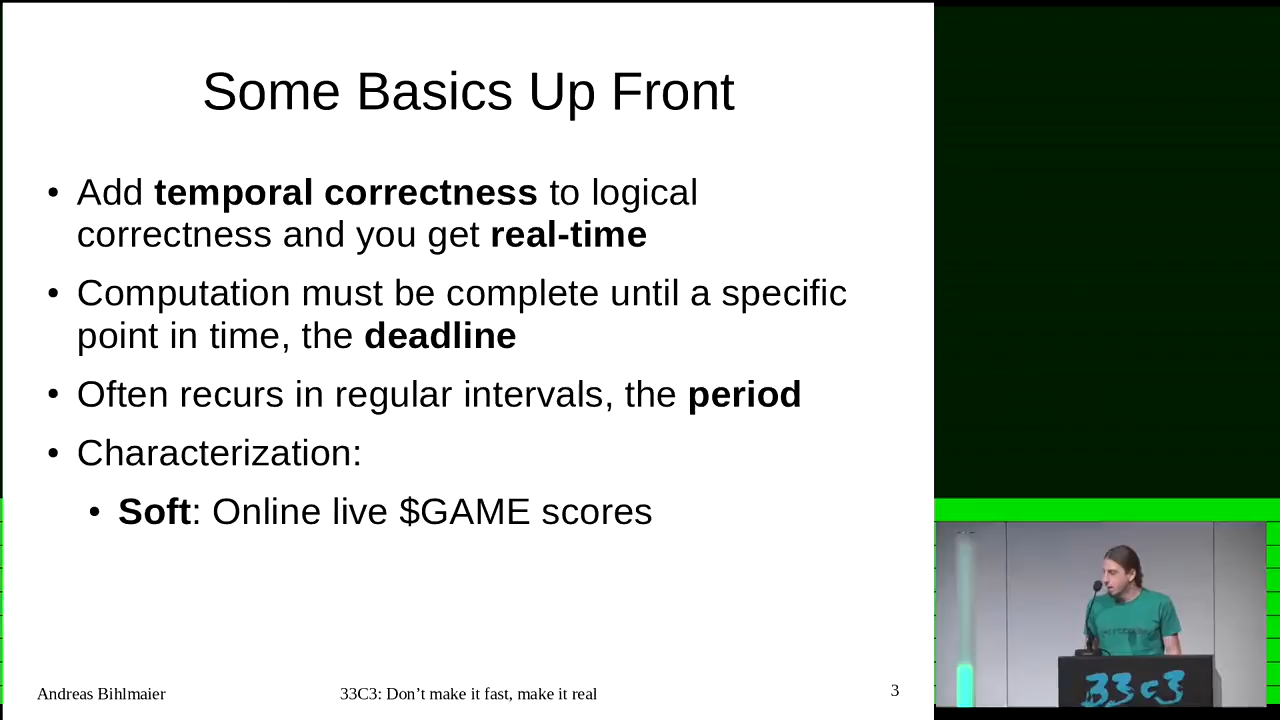 Some Basics Up Front
• Add temporal correctness to logical
correctness and you get real-time
• Computation must be complete until a specific
point in time, the deadline
• Often recurs in regular intervals, the period
• Characterization:
• Soft: Online live $GAME scores
Andreas Bihlmaier
33C3: Don’t make it fast, make it real
3
33c3